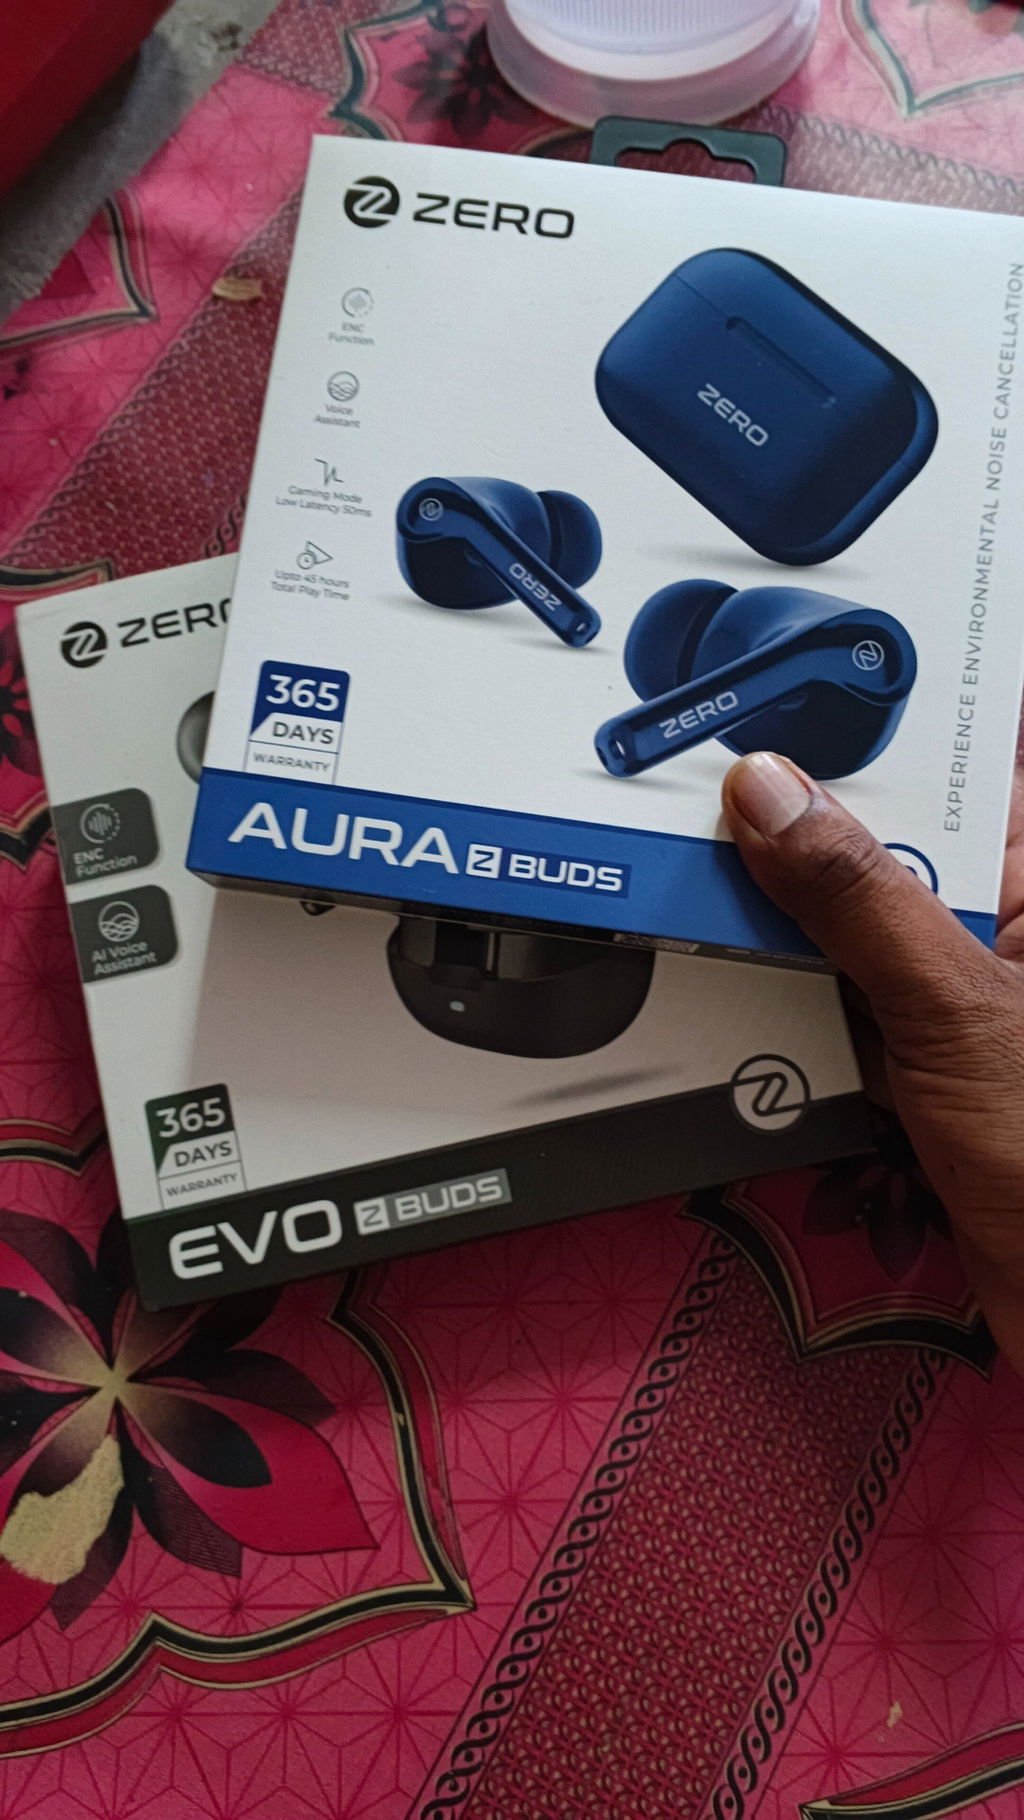 ZERO
ENC
Function
Voice
Assistant
Gaming Mode
Low Latency 50ms
Upto 45 hours
Total Play Time
ZERO
ZERO
ZERO
EXPERIENCE ENVIRONMENTAL NOISE CANCELLATION
365
DAYS
WARRANTY
AURA Z BUDS
ZERO
ENC
Function
AI Voice
Assistant
365
DAYS
WARRANTY
EVO Z BUDS